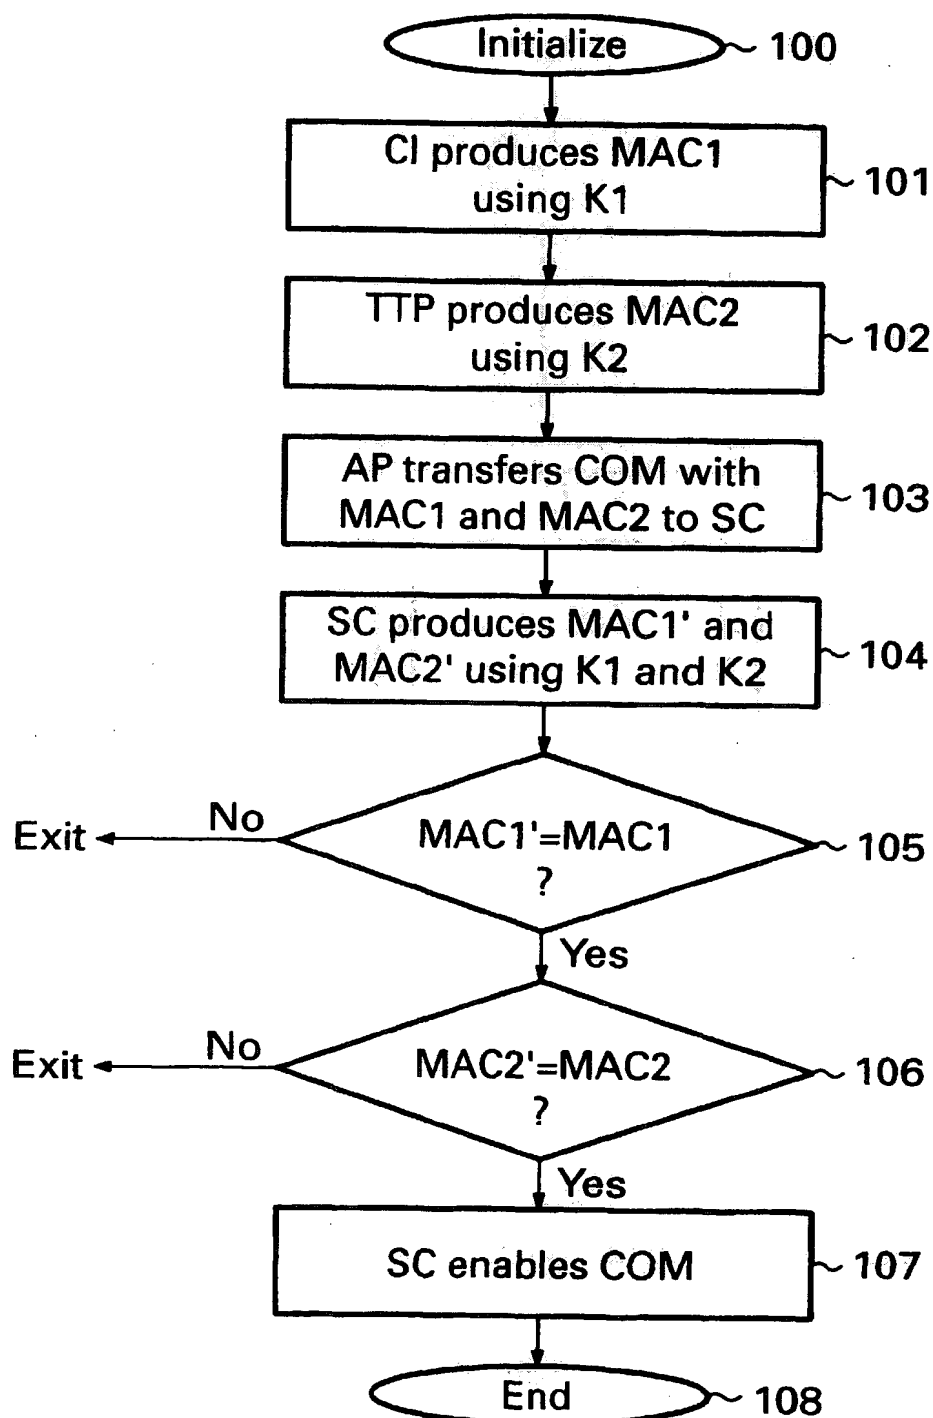 Initialize
100
CI produces MAC1
using K1
101
TTP produces MAC2
using K2
102
AP transfers COM with
MAC1 and MAC2 to SC
103
SC produces MAC1' and
MAC2' using K1 and K2
104
MAC1'=MAC1
?
105
No
Exit
Yes
MAC2'=MAC2
?
106
No
Exit
Yes
SC enables COM
107
End
108